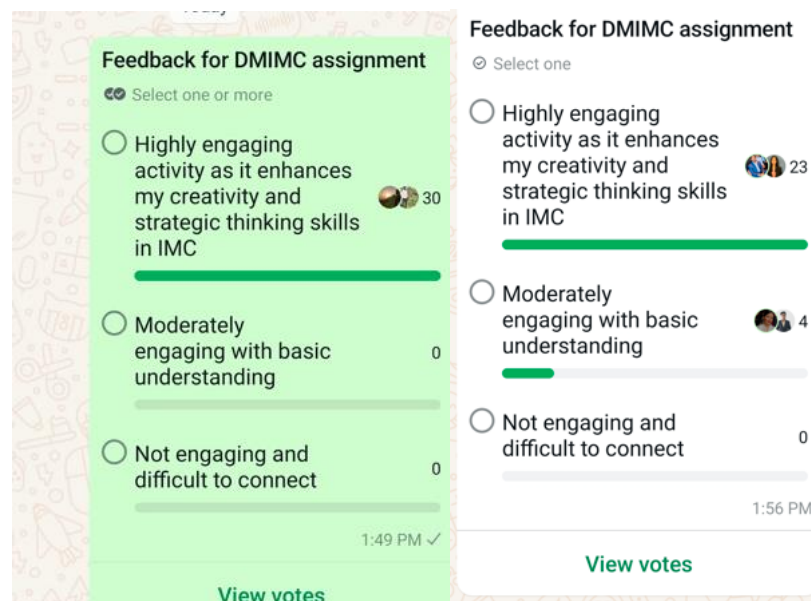 Today
Feedback for DMIMC assignment
Select one or more
Highly engaging
activity as it enhances
my creativity and
strategic thinking skills
in IMC
30
Moderately
engaging with basic
understanding
0
Not engaging and
difficult to connect
0
1:49 PM
View votes
Feedback for DMIMC assignment
Select one
Highly engaging
activity as it enhances
my creativity and
strategic thinking skills
in IMC
23
Moderately
engaging with basic
understanding
4
Not engaging and
difficult to connect
0
1:56 PM
View votes